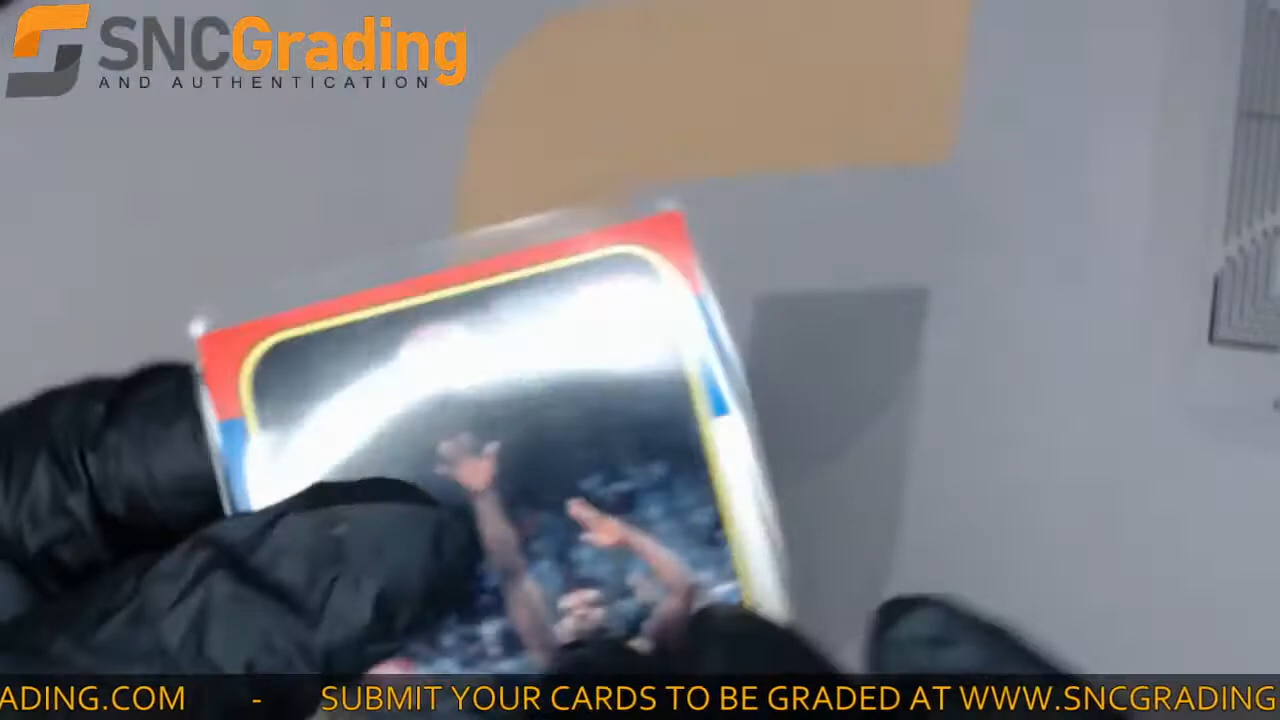 SNCGrading
AND AUTHENTICATION
ADING.COM - SUBMIT YOUR CARDS TO BE GRADED AT WWW.SNCGRADING